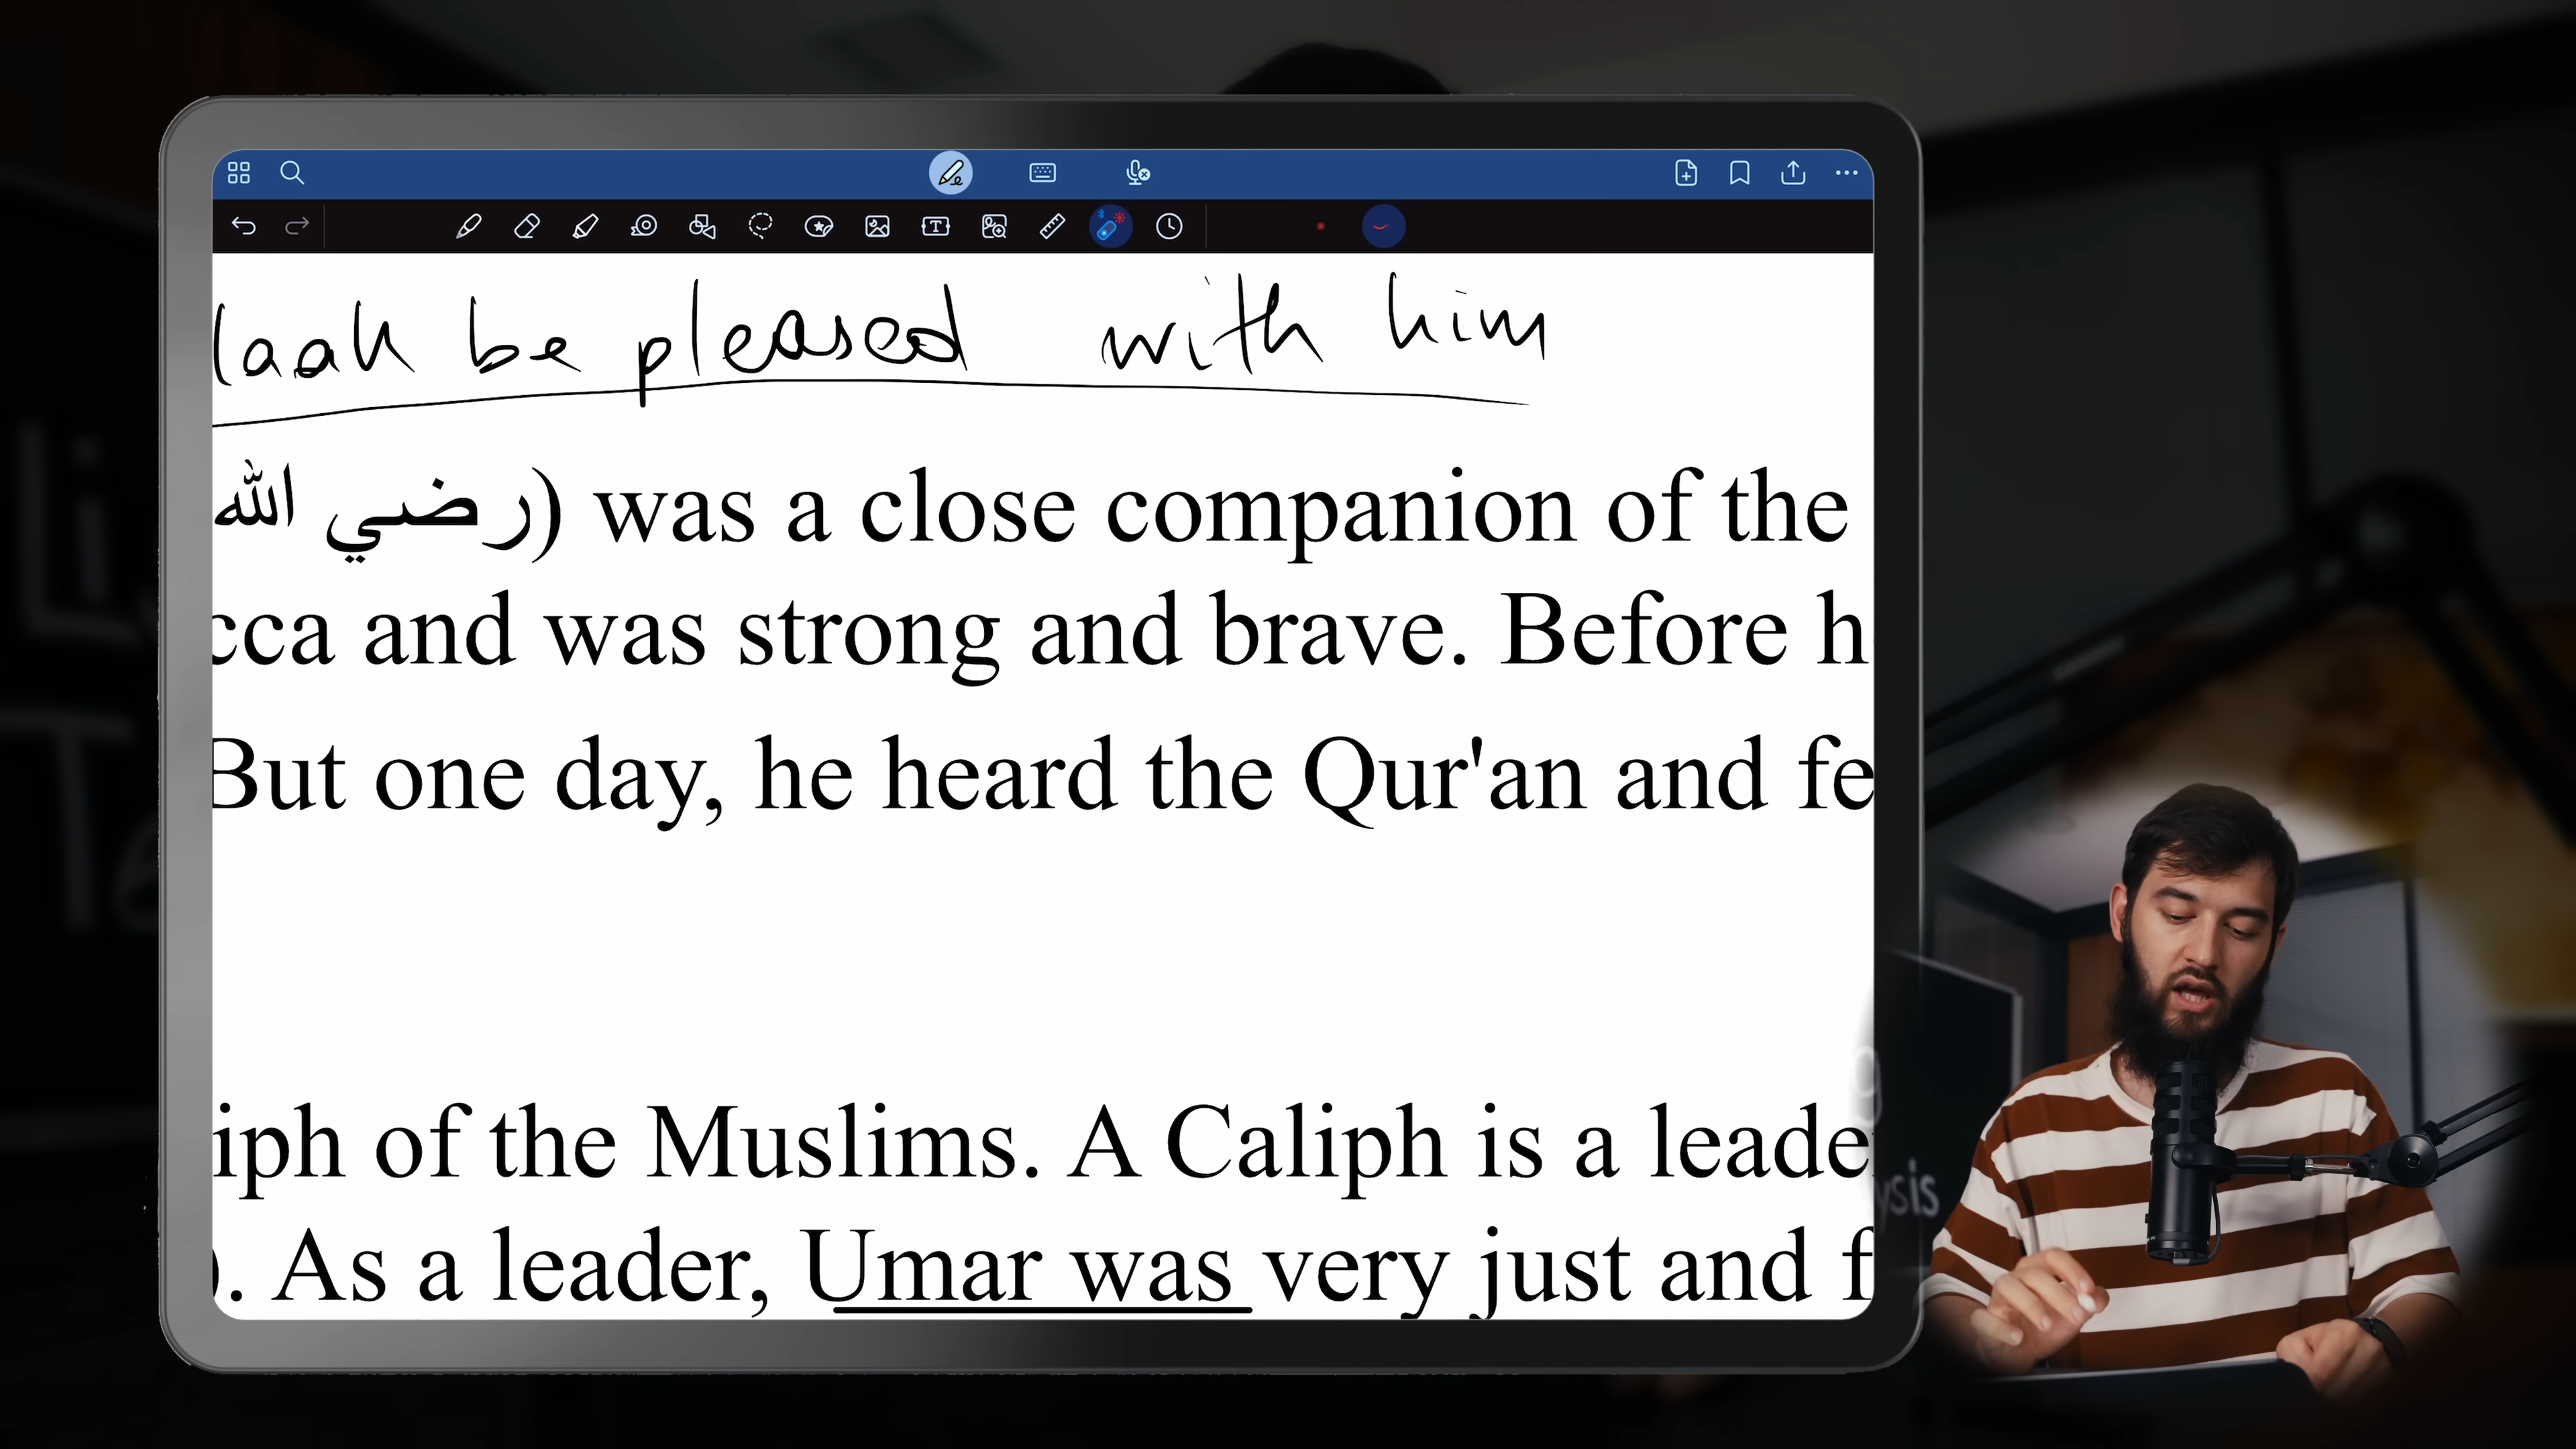 laah be pleased with him
رضي الله) was a close companion of the
cca and was strong and brave. Before h
But one day, he heard the Qur'an and fe
iph of the Muslims. A Caliph is a leade
). As a leader, Umar was very just and f
ysis